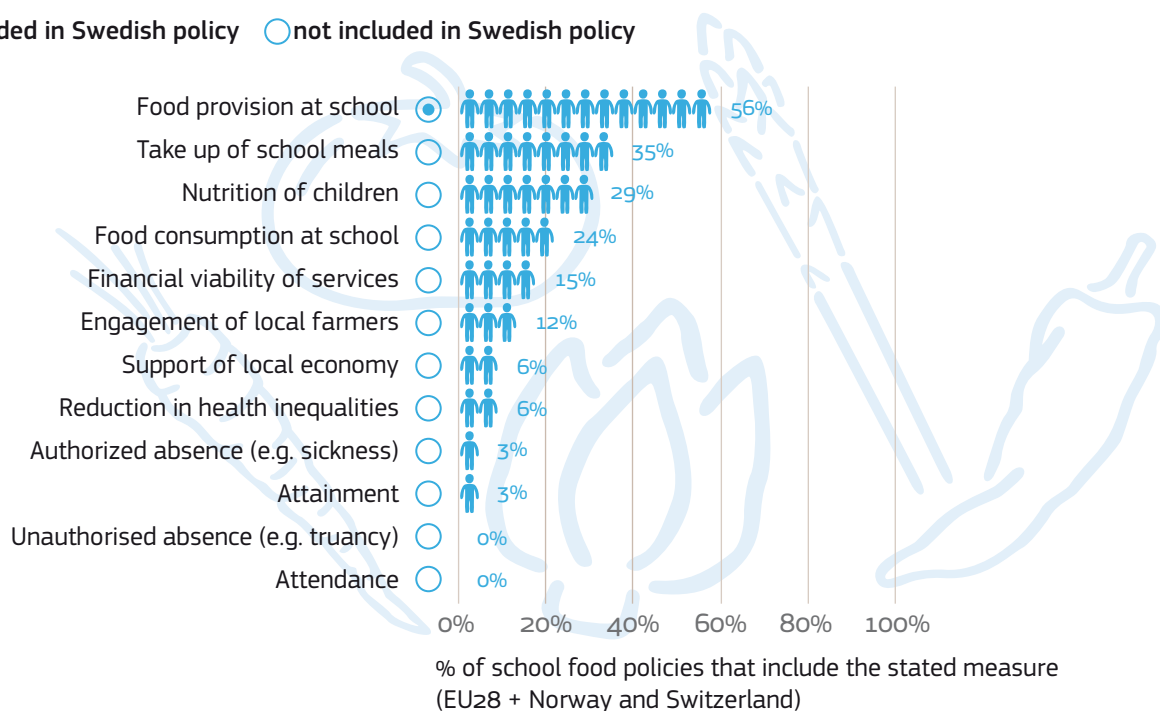 in Swedish policy not included in Swedish policy
Food provision at school 56%
Take up of school meals 35%
Nutrition of children 29%
Food consumption at school 24%
Financial viability of services 15%
Engagement of local farmers 12%
Support of local economy 6%
Reduction in health inequalities 6%
Authorized absence (e.g. sickness) 3%
Attainment 3%
Unauthorised absence (e.g. truancy) 0%
Attendance 0%
0% 20% 40% 60% 80% 100%
% of school food policies that include the stated measure
(EU28 + Norway and Switzerland)